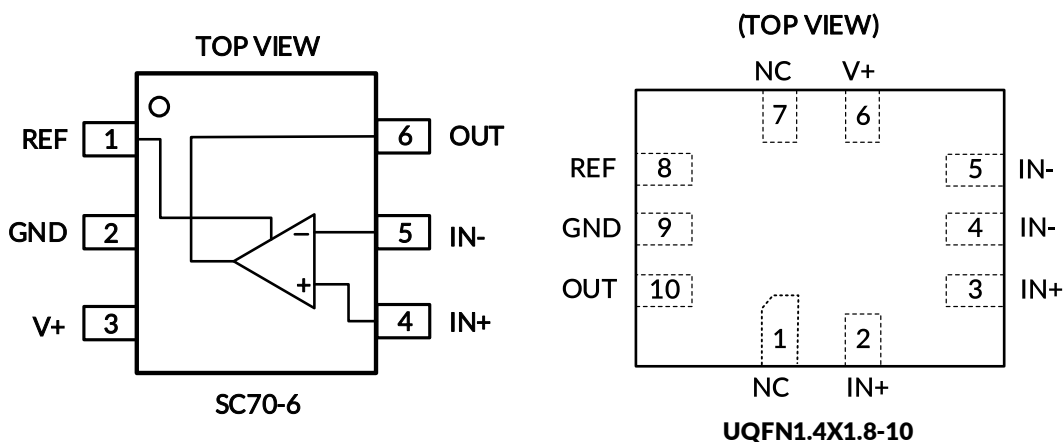 TOP VIEW
REF 1 6 OUT
GND 2 − 5 IN-
+
V+ 3 4 IN+
SC70-6
(TOP VIEW)
NC V+
7 6
REF 8 5 IN-
GND 9 4 IN-
OUT 10 3 IN+
1 2
NC IN+
UQFN1.4X1.8-10